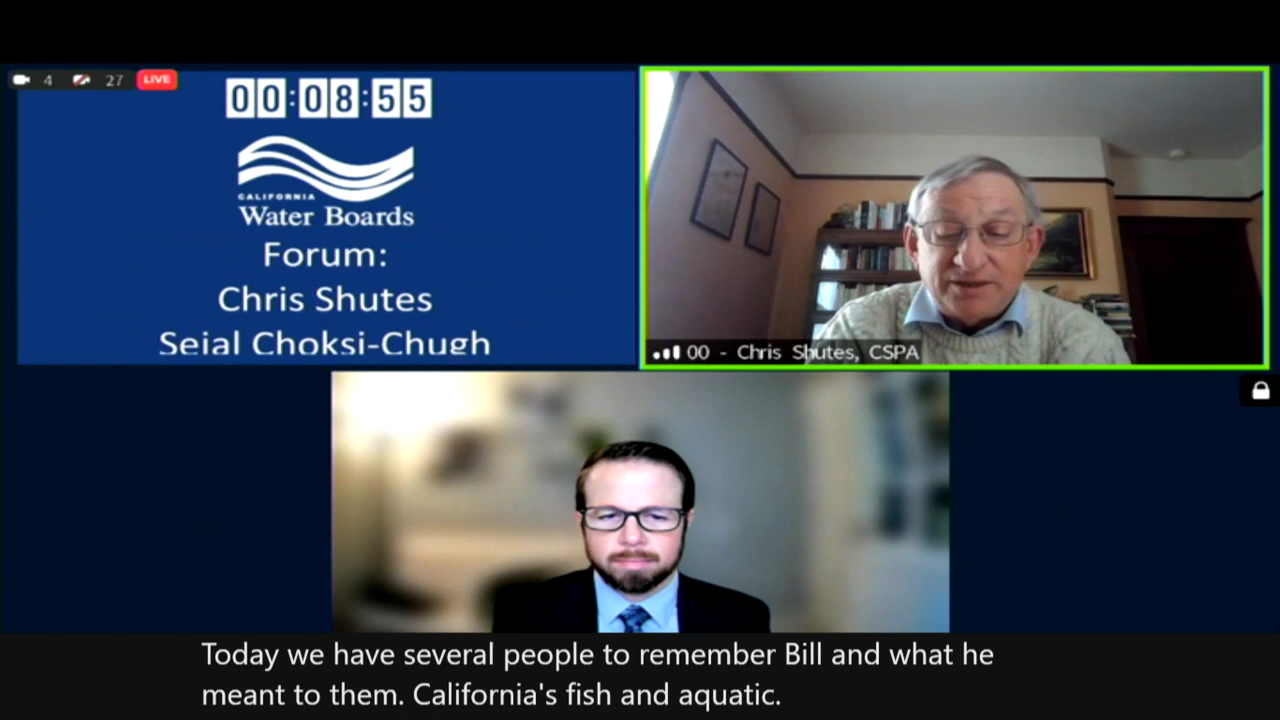 4 27 LIVE
00:08:55
CALIFORNIA
Water Boards
Forum:
Chris Shutes
Sejal Choksi-Chugh
00 - Chris Shutes, CSPA
Today we have several people to remember Bill and what he
meant to them. California's fish and aquatic.